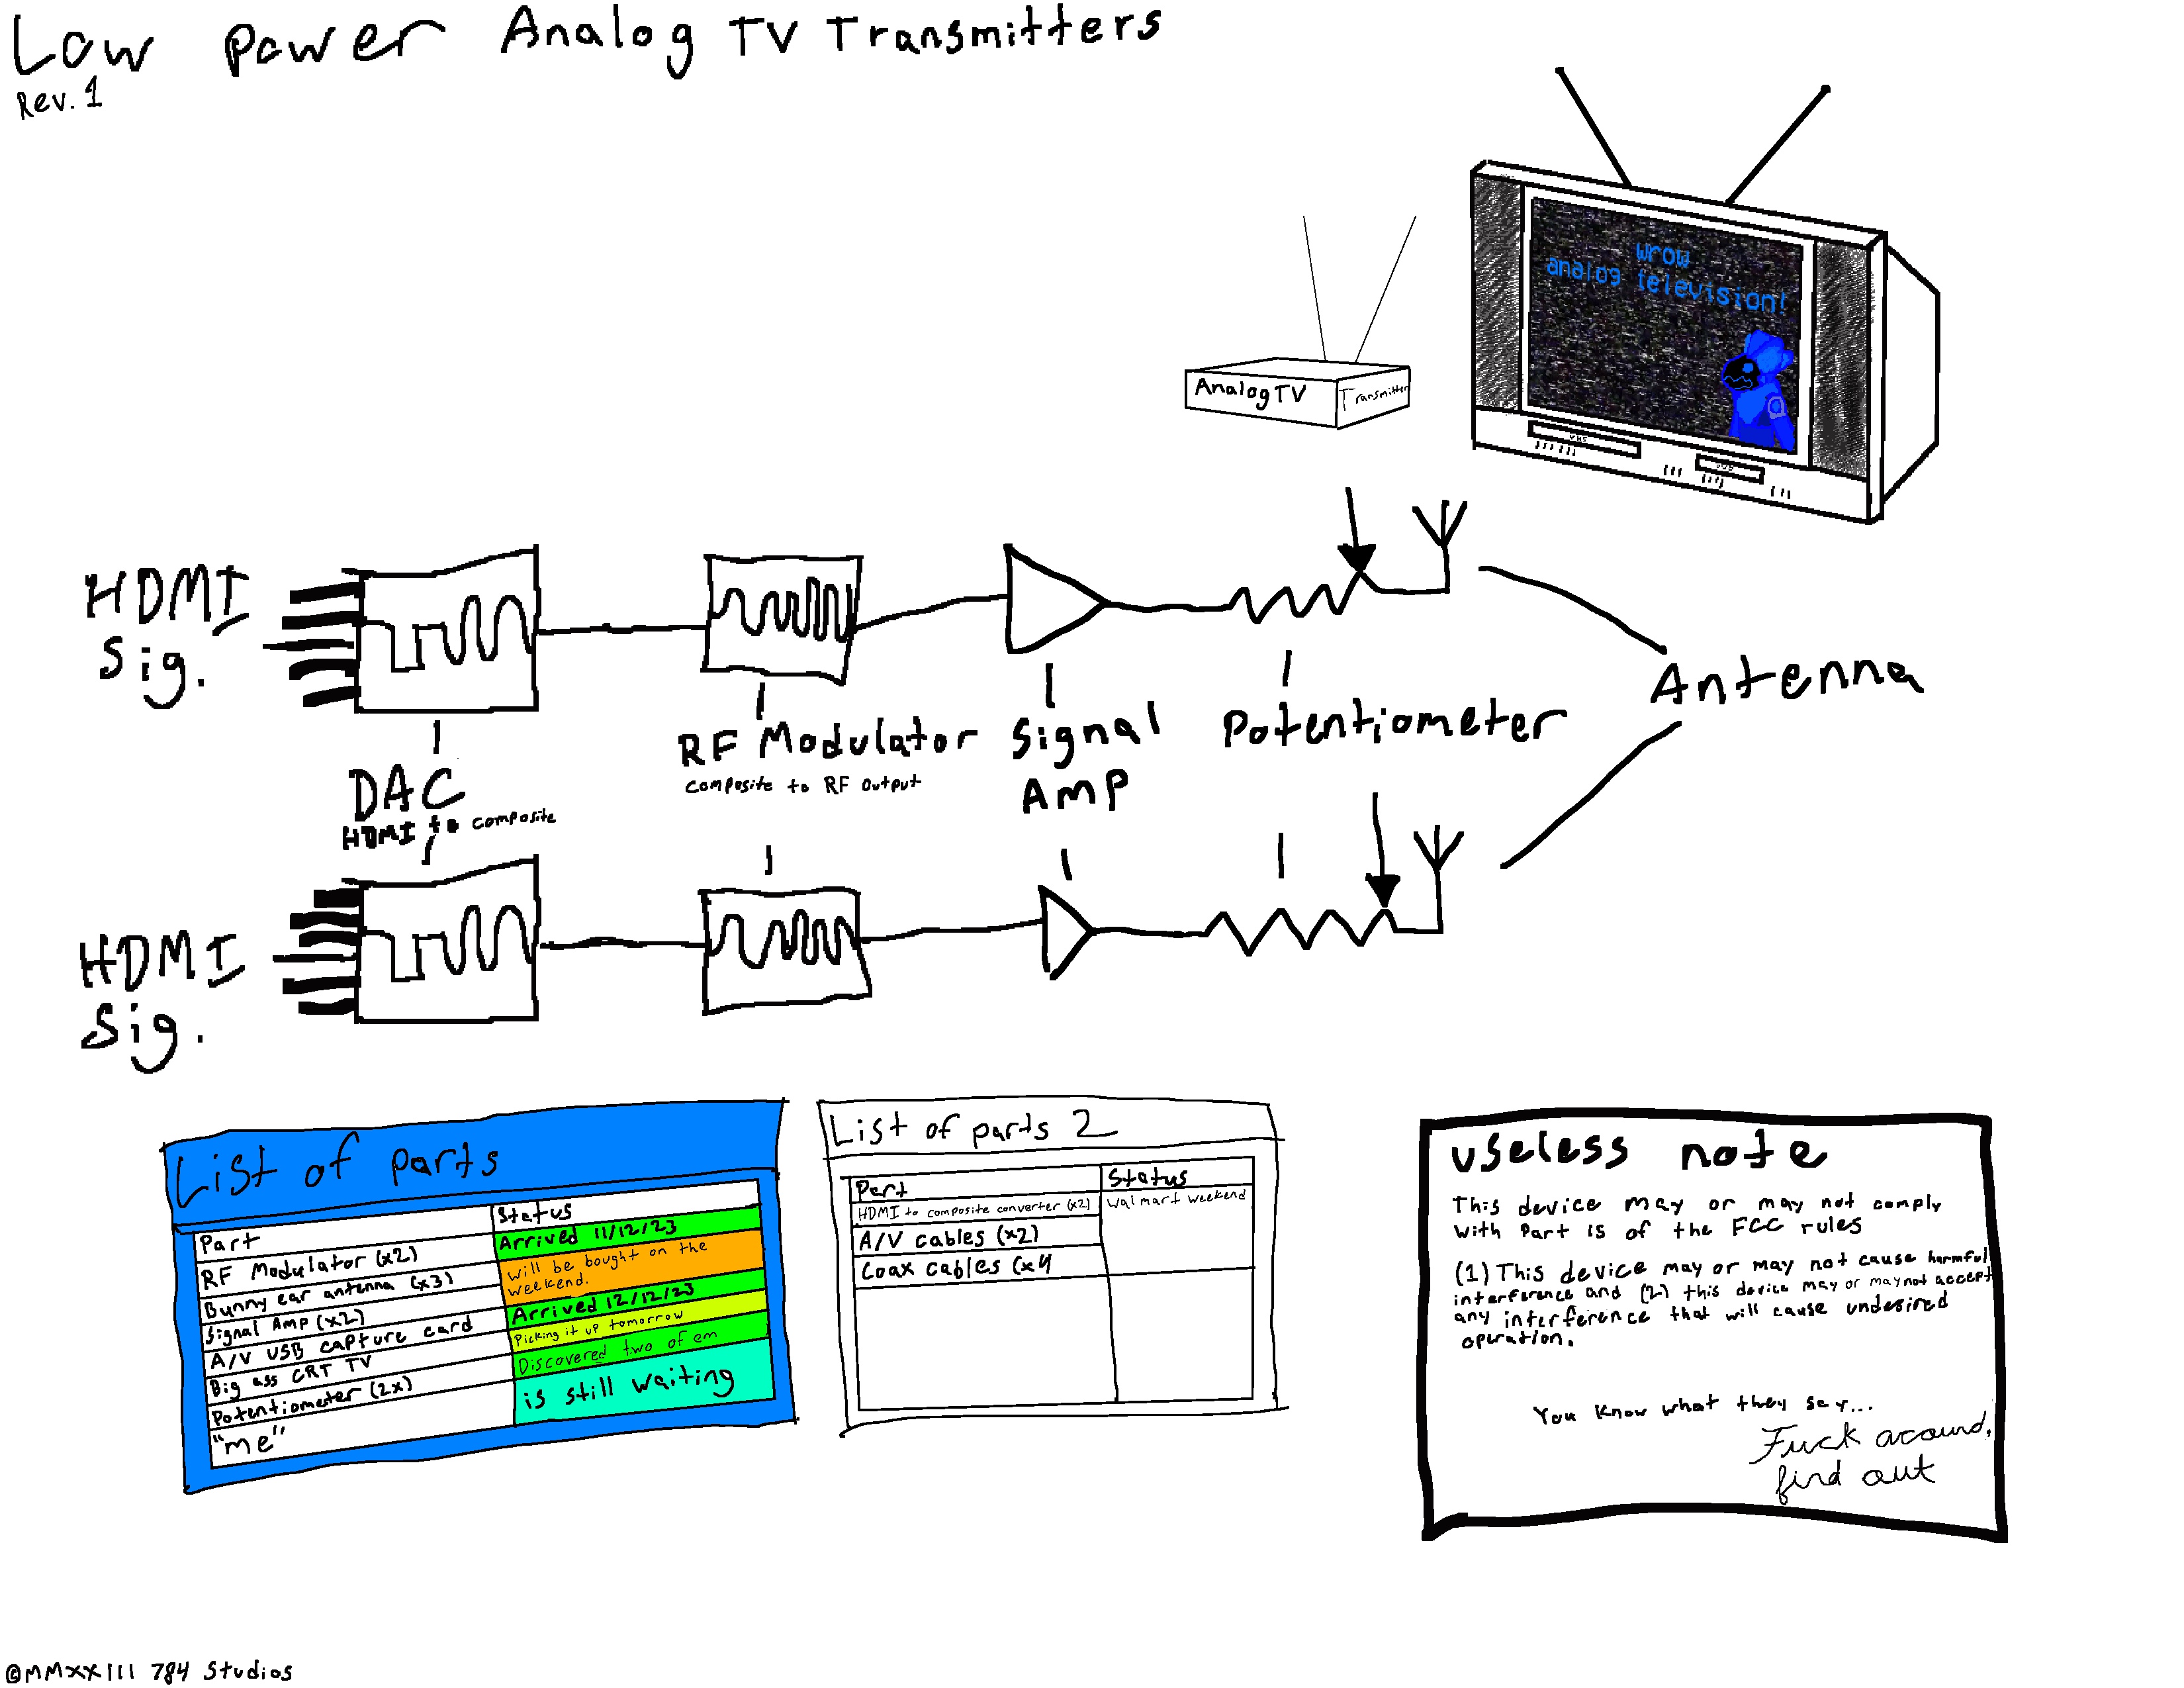 Low power Analog TV Transmitters
Rev. 1
wrow
analog television!
Analog TV Transmitter
VHS
HDMI
Sig.
DAC
HDMI to composite
RF Modulator
composite to RF output
Signal
Amp
Potentiometer
Antenna
HDMI
Sig.
List of parts
Part Status
RF Modulator (x2) Arrived 11/12/23
Bunny ear antenna (x3) will be bought on the
weekend.
Signal Amp (x2) Arrived 12/12/23
A/V USB capture card Picking it up tomorrow
Big ass CRT TV Discovered two of em
Potentiometer (2x) is still waiting
"me"
List of parts 2
Part Status
HDMI to composite converter (x2) Walmart weekend
A/V cables (x2)
Coax cables (x4
useless note
This device may or may not comply
with Part 15 of the FCC rules
(1) This device may or may not cause harmful
interference and (2) this device may or may not accept
any interference that will cause undesired
operation.
You know what they say...
Fuck around,
find out
©MMXXIII 784 Studios